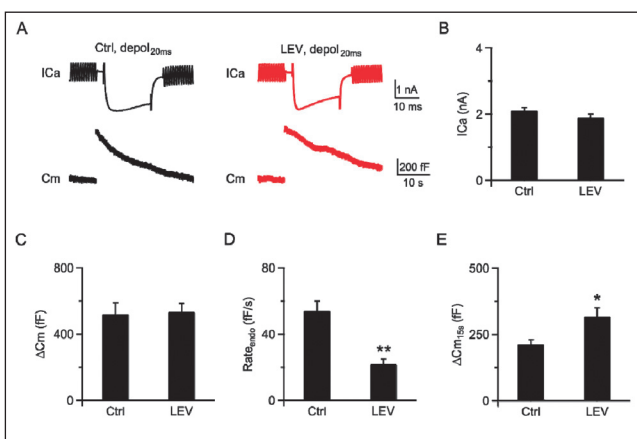 A
Ctrl, depol20ms
LEV, depol20ms
ICa
ICa
1 nA
10 ms
Cm
Cm
200 fF
10 s
B
ICa (nA)
4
2
0
Ctrl
LEV
C
ΔCm (fF)
800
400
0
Ctrl
LEV
D
RateEndo (fF/s)
80
40
0
**
Ctrl
LEV
E
ΔCm15s (fF)
500
250
0
*
Ctrl
LEV